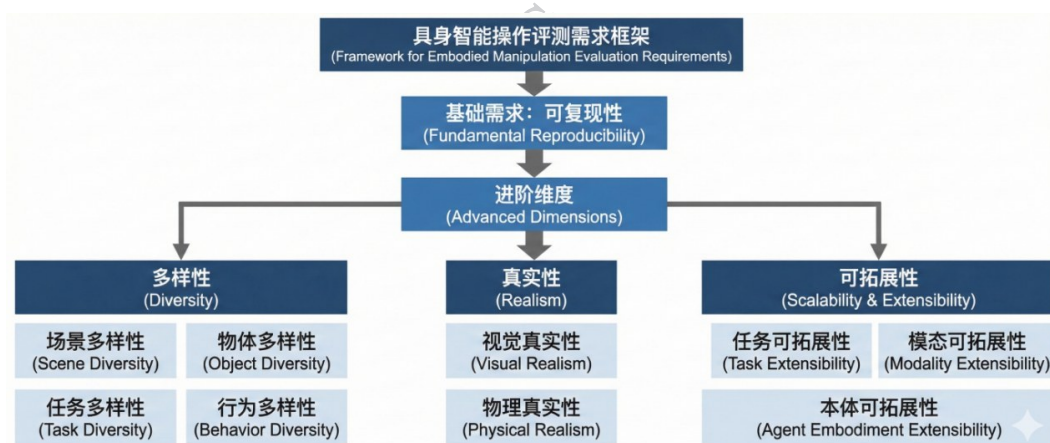 具身智能操作评测需求框架
(Framework for Embodied Manipulation Evaluation Requirements)
基础需求：可复现性
(Fundamental Reproducibility)
进阶维度
(Advanced Dimensions)
多样性
(Diversity)
真实性
(Realism)
可拓展性
(Scalability & Extensibility)
场景多样性
(Scene Diversity)
物体多样性
(Object Diversity)
视觉真实性
(Visual Realism)
任务可拓展性
(Task Extensibility)
模态可拓展性
(Modality Extensibility)
任务多样性
(Task Diversity)
行为多样性
(Behavior Diversity)
物理真实性
(Physical Realism)
本体可拓展性
(Agent Embodiment Extensibility)